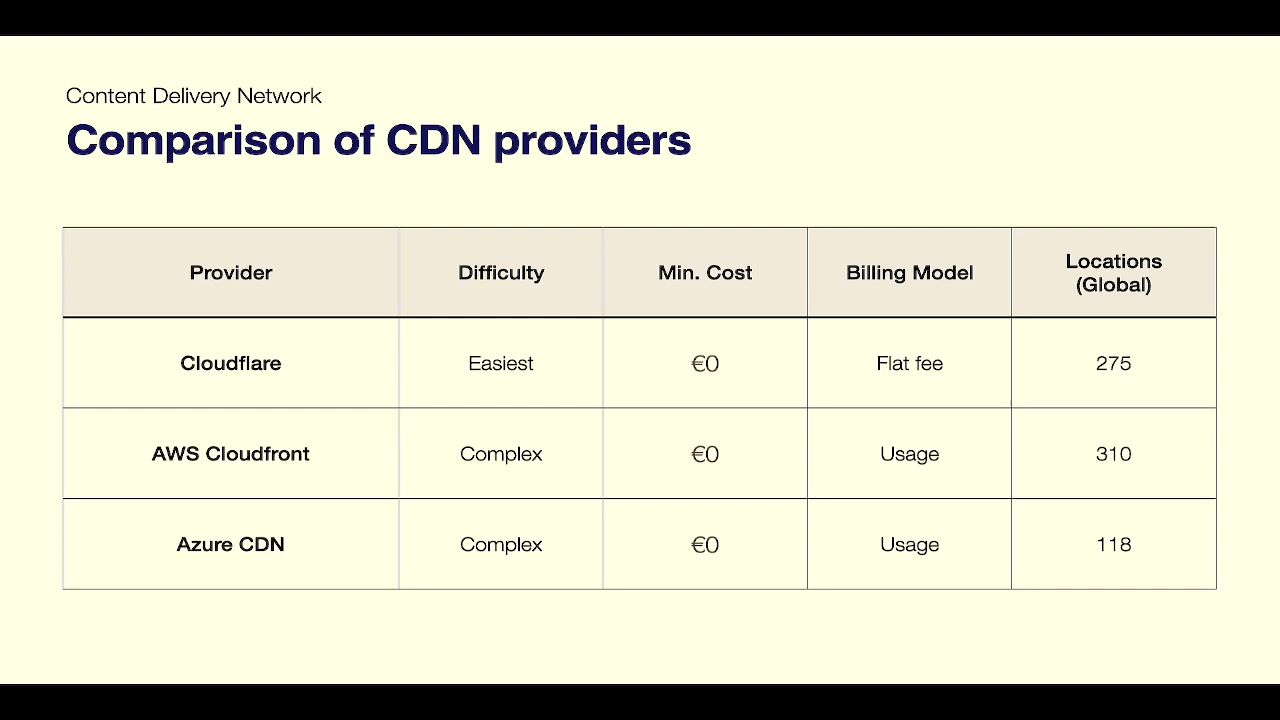 Content Delivery Network
Comparison of CDN providers
Provider Difficulty Min. Cost Billing Model Locations (Global)
Cloudflare Easiest €0 Flat fee 275
AWS Cloudfront Complex €0 Usage 310
Azure CDN Complex €0 Usage 118